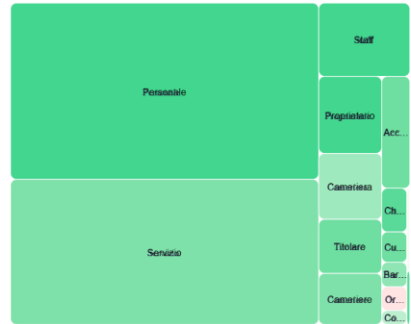 Personale
Staff
Proprietario
Acc...
Cameriera
Ch...
Titolare
Cu...
Servizio
Bar...
Cameriere
Or...
Co...